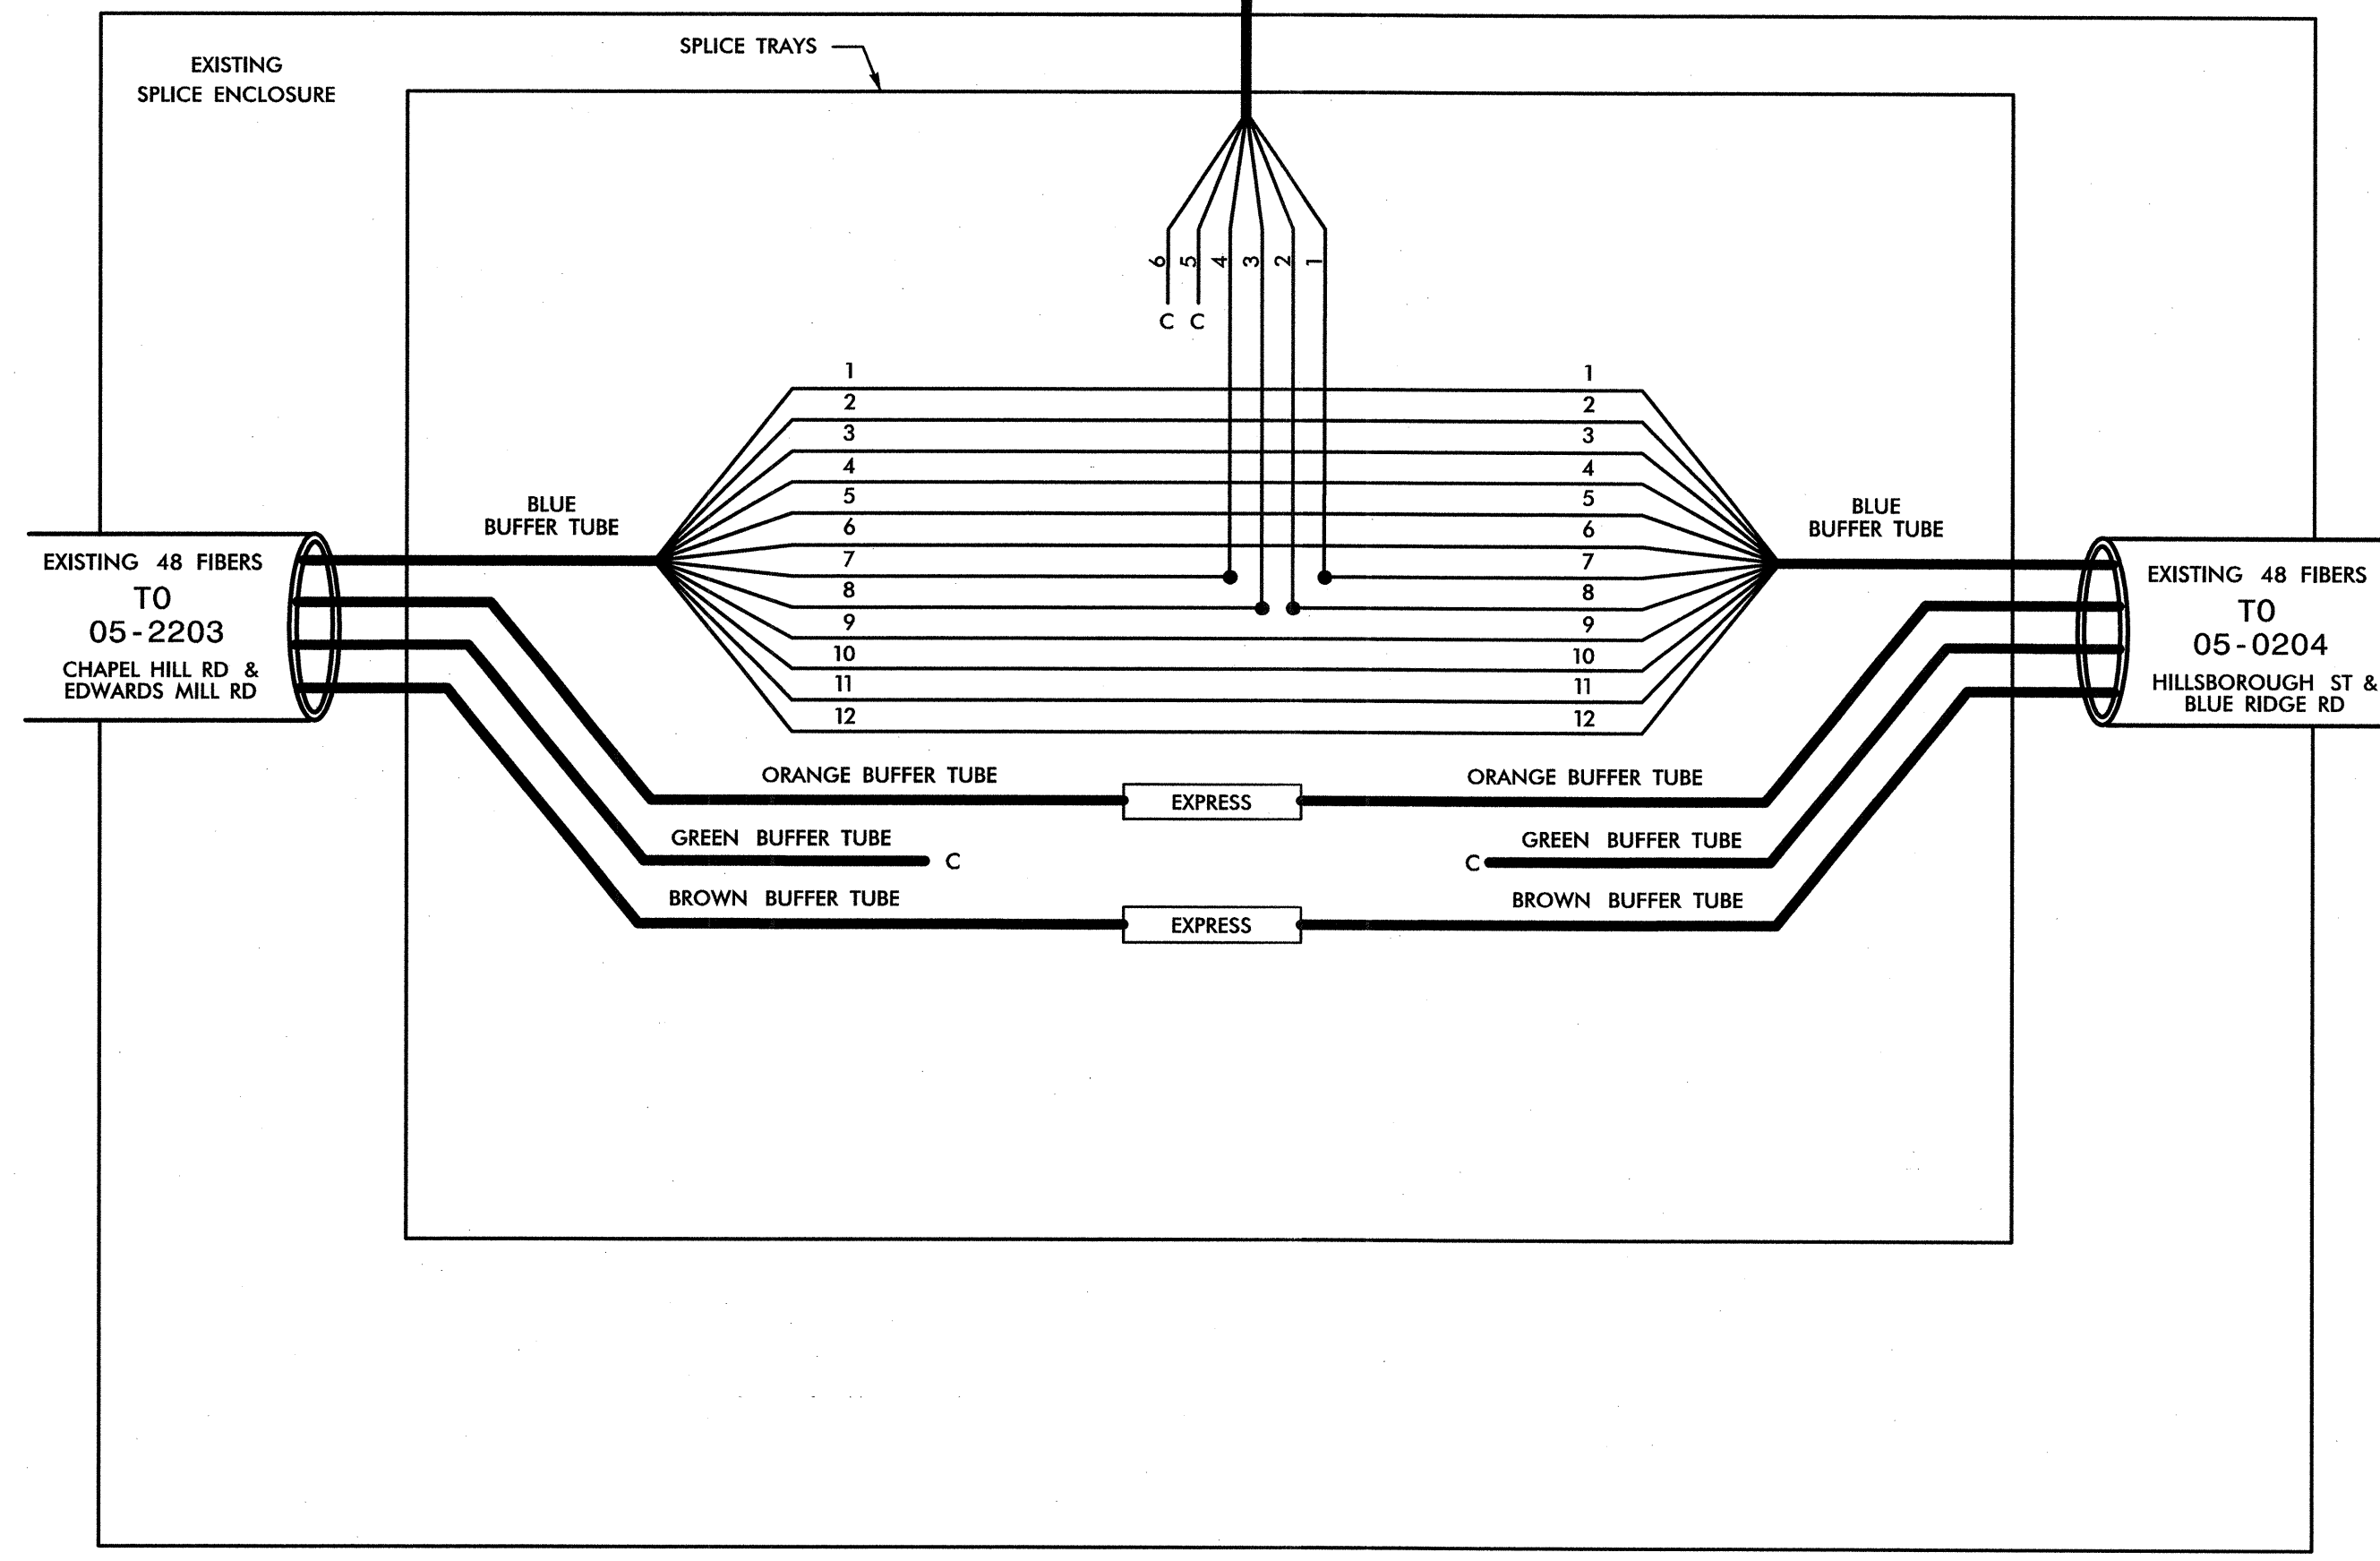 EXISTING
SPLICE ENCLOSURE
SPLICE TRAYS
6 5 4 3 2 1
C C
1 1
2 2
3 3
4 4
5 5
6 6
7 7
8 8
9 9
10 10
11 11
12 12
BLUE
BUFFER TUBE
BLUE
BUFFER TUBE
EXISTING 48 FIBERS
TO
05-2203
CHAPEL HILL RD &
EDWARDS MILL RD
EXISTING 48 FIBERS
TO
05-0204
HILLSBOROUGH ST &
BLUE RIDGE RD
ORANGE BUFFER TUBE
EXPRESS
ORANGE BUFFER TUBE
GREEN BUFFER TUBE
C
C
GREEN BUFFER TUBE
BROWN BUFFER TUBE
EXPRESS
BROWN BUFFER TUBE